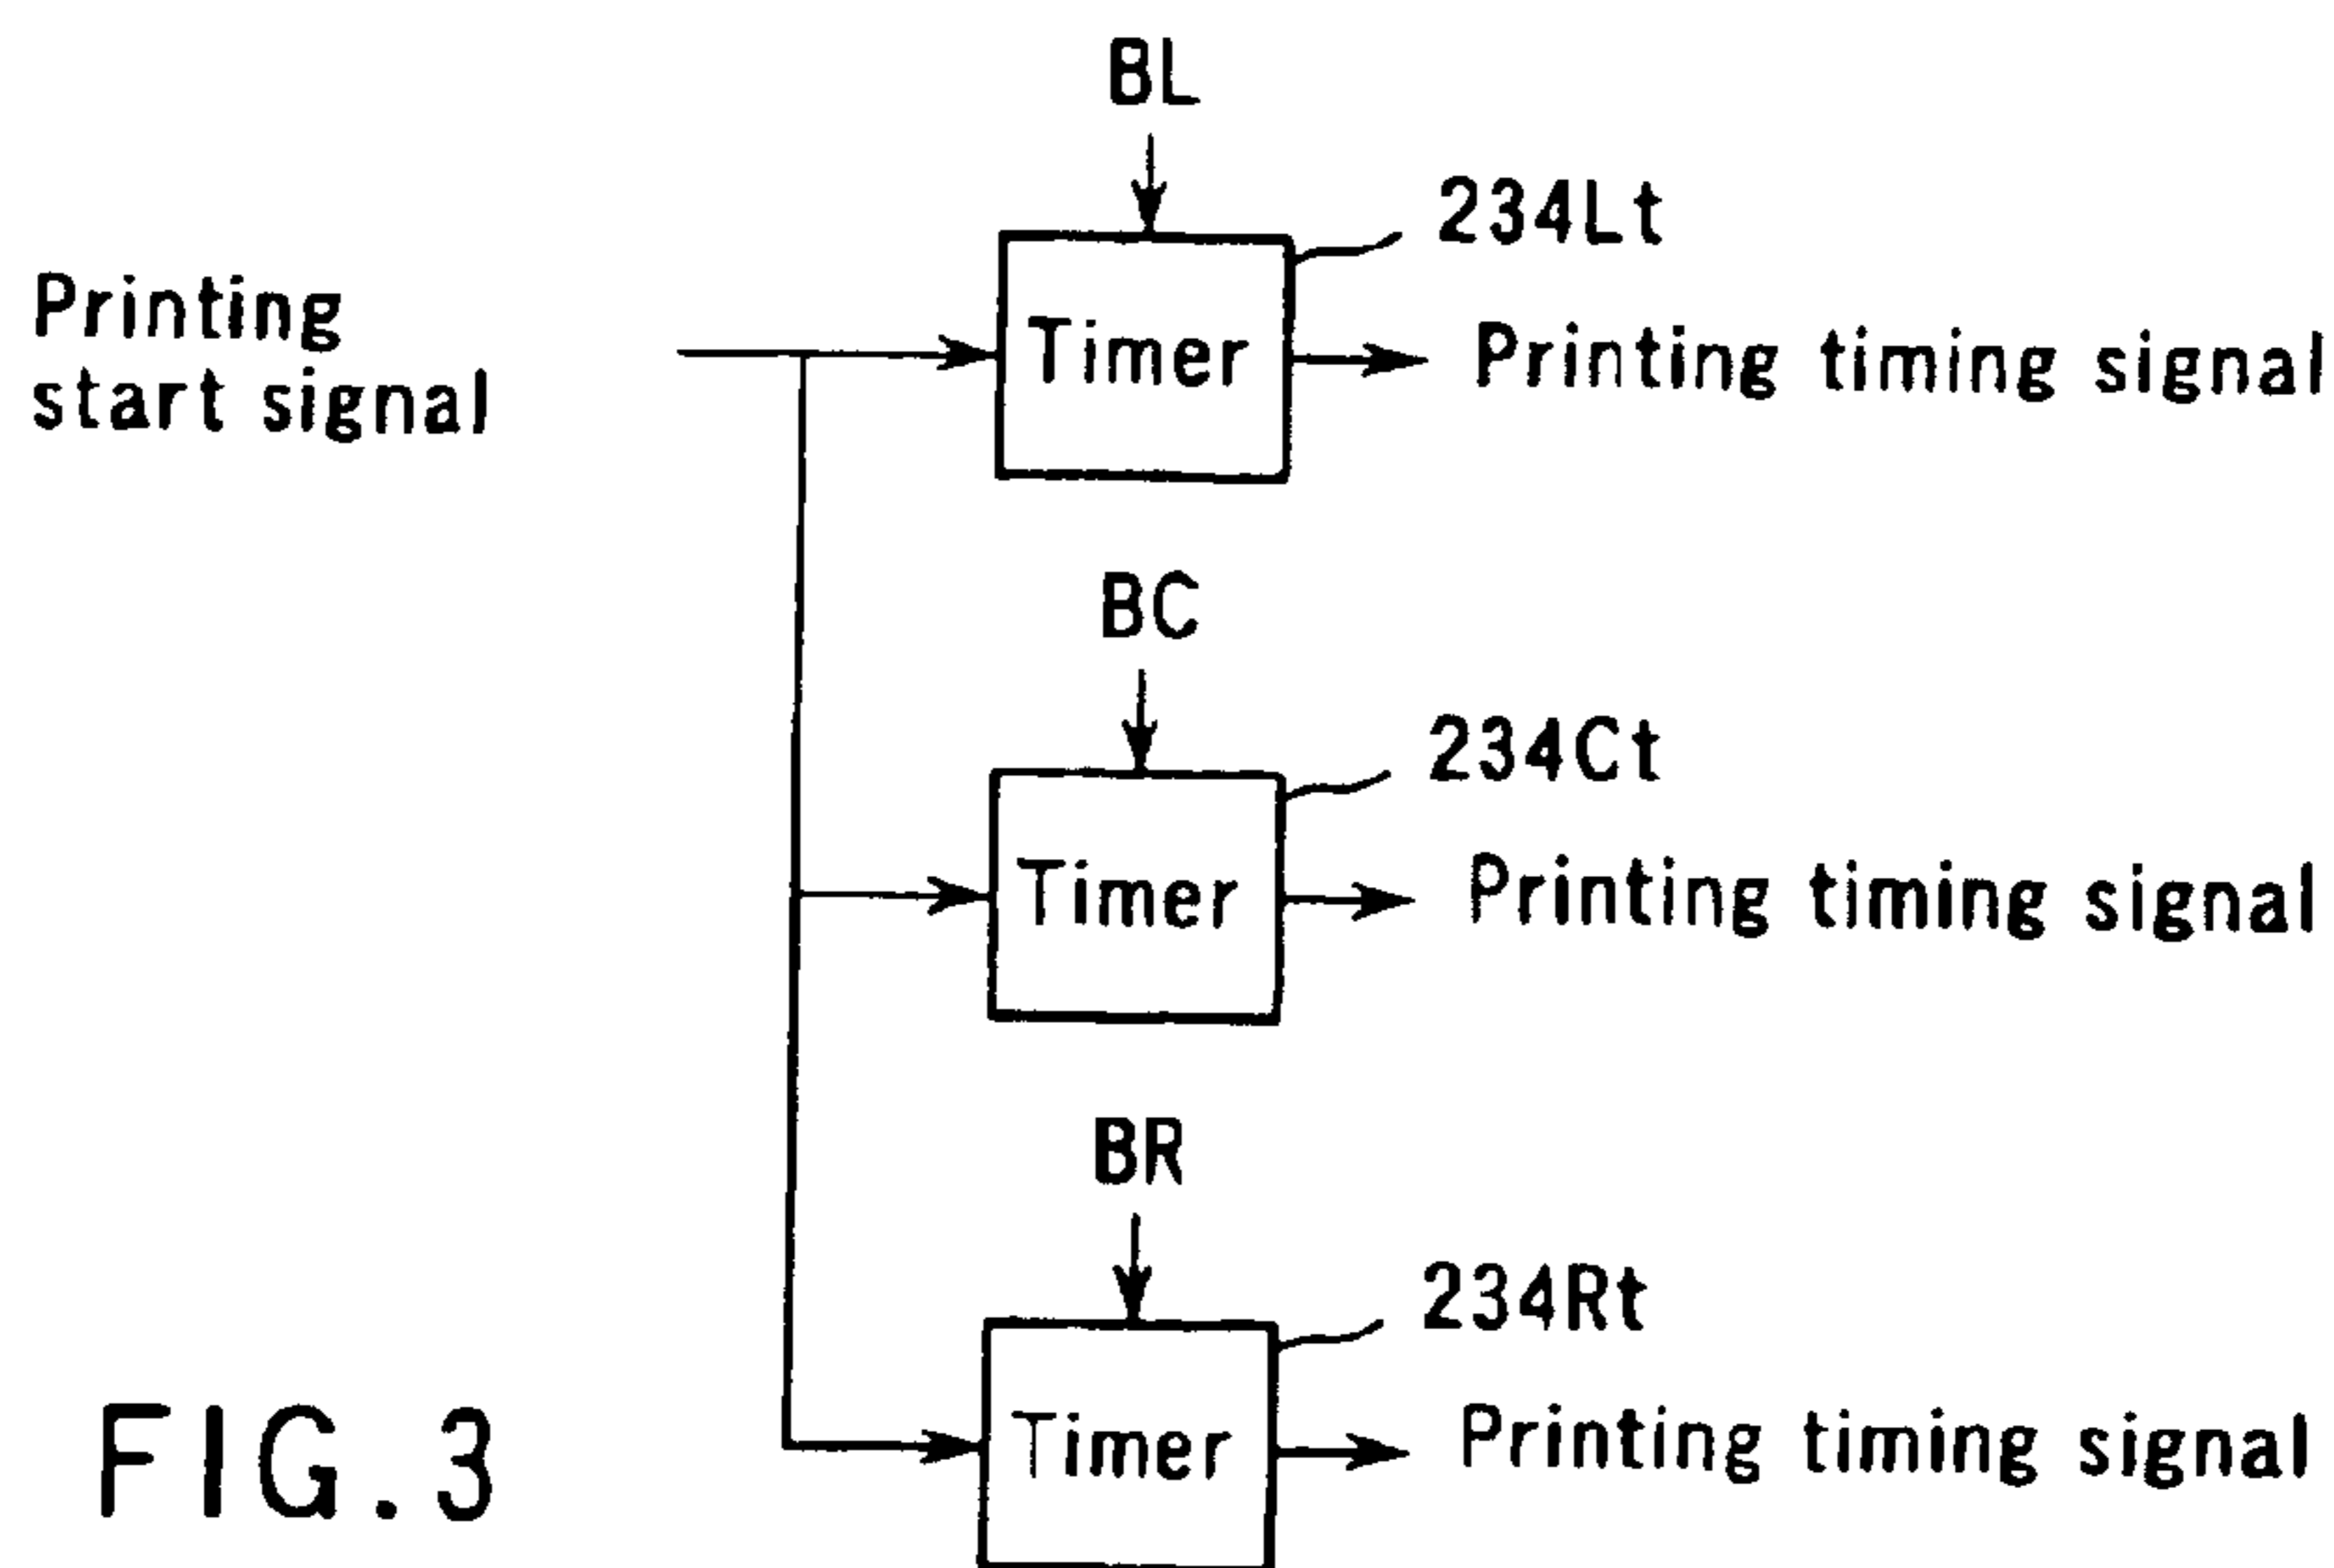 BL
234Lt
Printing
start signal
Timer
Printing timing signal
BC
234Ct
Timer
Printing timing signal
BR
234Rt
Timer
Printing timing signal
FIG.3